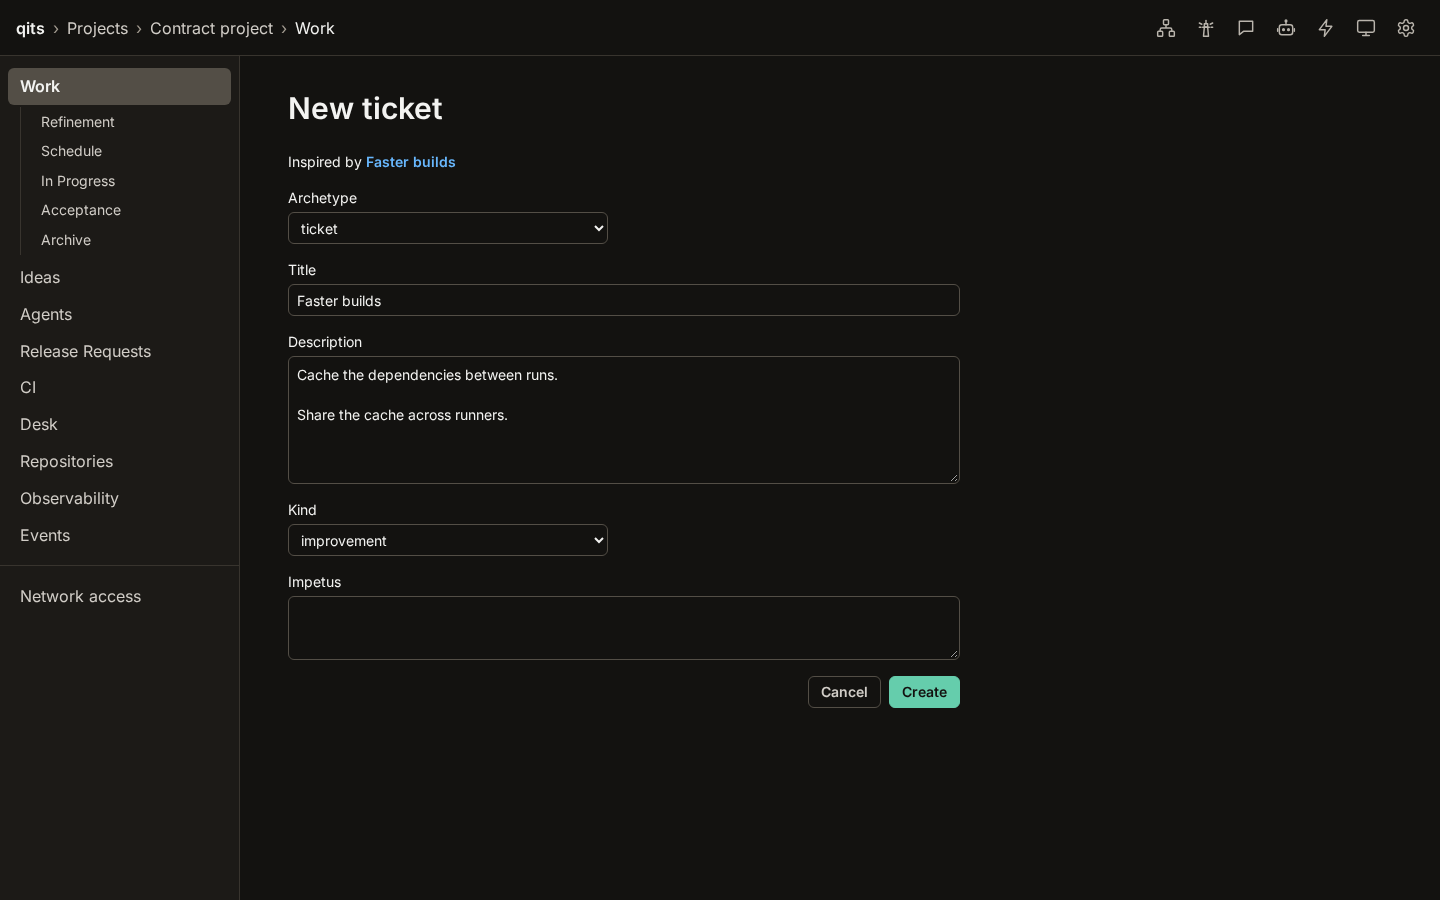 qits › Projects › Contract project › Work
Work
Refinement
Schedule
In Progress
Acceptance
Archive
Ideas
Agents
Release Requests
CI
Desk
Repositories
Observability
Events
Network access
New ticket
Inspired by Faster builds
Archetype
ticket
Title
Faster builds
Description
Cache the dependencies between runs.
Share the cache across runners.
Kind
improvement
Impetus
Cancel
Create